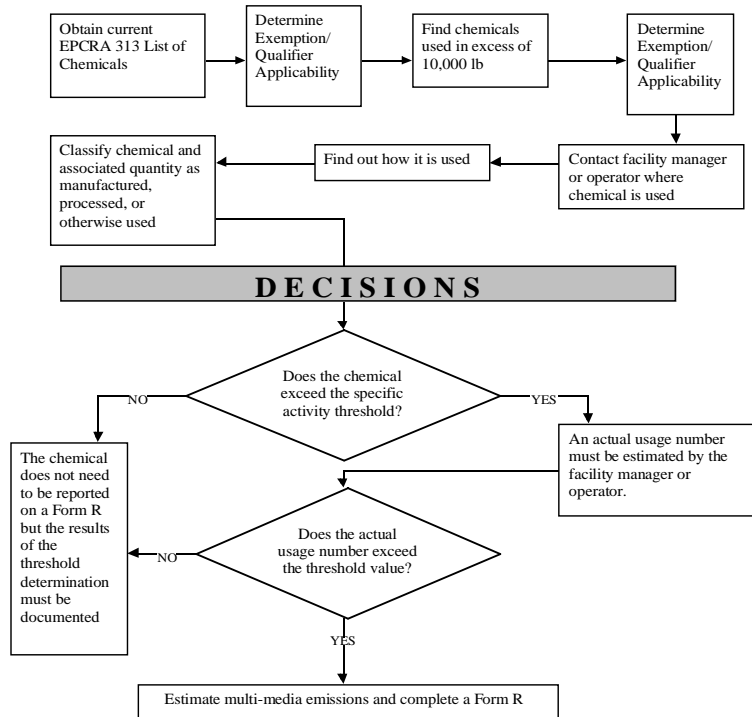 Obtain current
EPCRA 313 List of
Chemicals
Determine
Exemption/
Qualifier
Applicability
Find chemicals
used in excess of
10,000 lb
Determine
Exemption/
Qualifier
Applicability
Classify chemical and
associated quantity as
manufactured,
processed, or
otherwise used
Find out how it is used
Contact facility manager
or operator where
chemical is used
D E C I S I O N S
Does the chemical
exceed the specific
activity threshold?
NO
YES
The chemical
does not need
to be reported
on a Form R
but the results
of the
threshold
determination
must be
documented
An actual usage number
must be estimated by the
facility manager or
operator.
Does the actual
usage number exceed
the threshold value?
NO
YES
Estimate multi-media emissions and complete a Form R